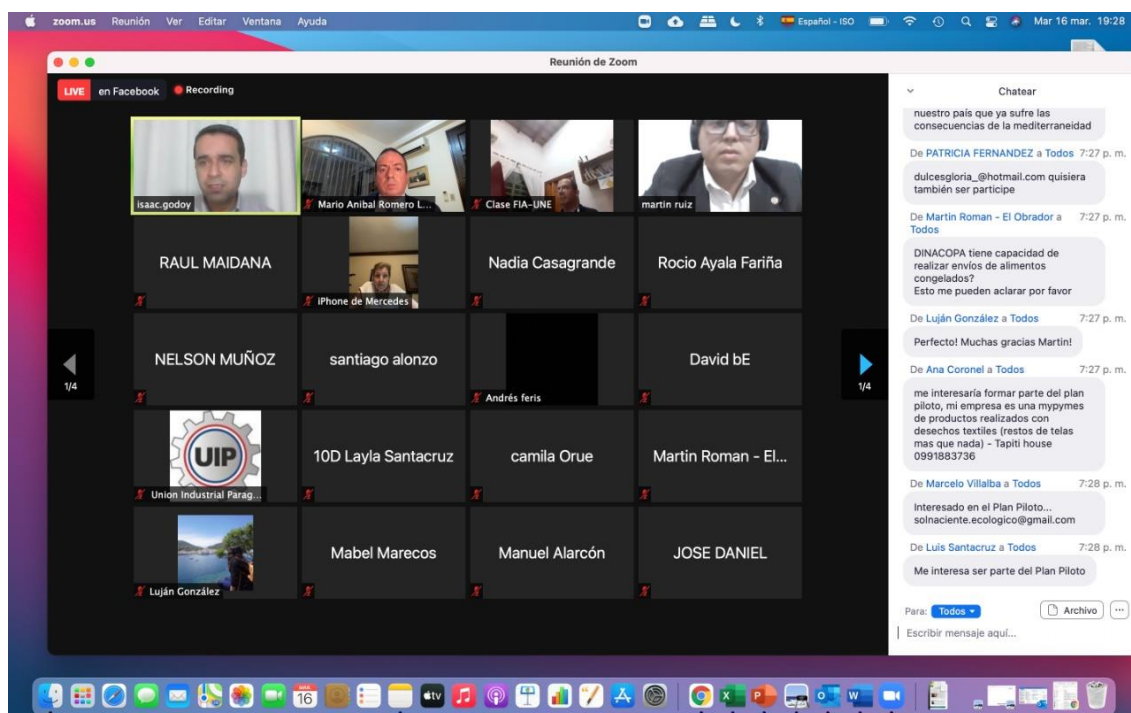 zoom.us Reunión Ver Editar Ventana Ayuda
Español - ISO
Mar 16 mar. 19:28
Reunión de Zoom
LIVE en Facebook Recording
isaac.godoy
Mario Anibal Romero L...
Clase FIA-UNE
martin ruiz
RAUL MAIDANA
iPhone de Mercedes
Nadia Casagrande
Rocio Ayala Fariña
1/4
NELSON MUÑOZ
santiago alonzo
Andrés feris
David bE
1/4
UIP
Union Industrial Parag...
10D Layla Santacruz
camila Orue
Martin Roman - El...
Luján González
Mabel Marecos
Manuel Alarcón
JOSE DANIEL
Chatear
nuestro país que ya sufre las
consecuencias de la mediterraneidad
De PATRICIA FERNANDEZ a Todos 7:27 p. m.
dulcesgloria_@hotmail.com quisiera
también ser participe
De Martin Roman - El Obrador a
Todos
7:27 p. m.
DINACOPA tiene capacidad de
realizar envíos de alimentos
congelados?
Esto me pueden aclarar por favor
De Luján González a Todos 7:27 p. m.
Perfecto! Muchas gracias Martin!
De Ana Coronel a Todos 7:27 p. m.
me interesaría formar parte del plan
piloto, mi empresa es una mypymes
de productos realizados con
desechos textiles (restos de telas
mas que nada) - Tapiti house
0991883736
De Marcelo Villalba a Todos 7:28 p. m.
Interesado en el Plan Piloto...
solnaciente.ecologico@gmail.com
De Luis Santacruz a Todos 7:28 p. m.
Me interesa ser parte del Plan Piloto
Para: Todos
Archivo
Escribir mensaje aquí...
16
tv